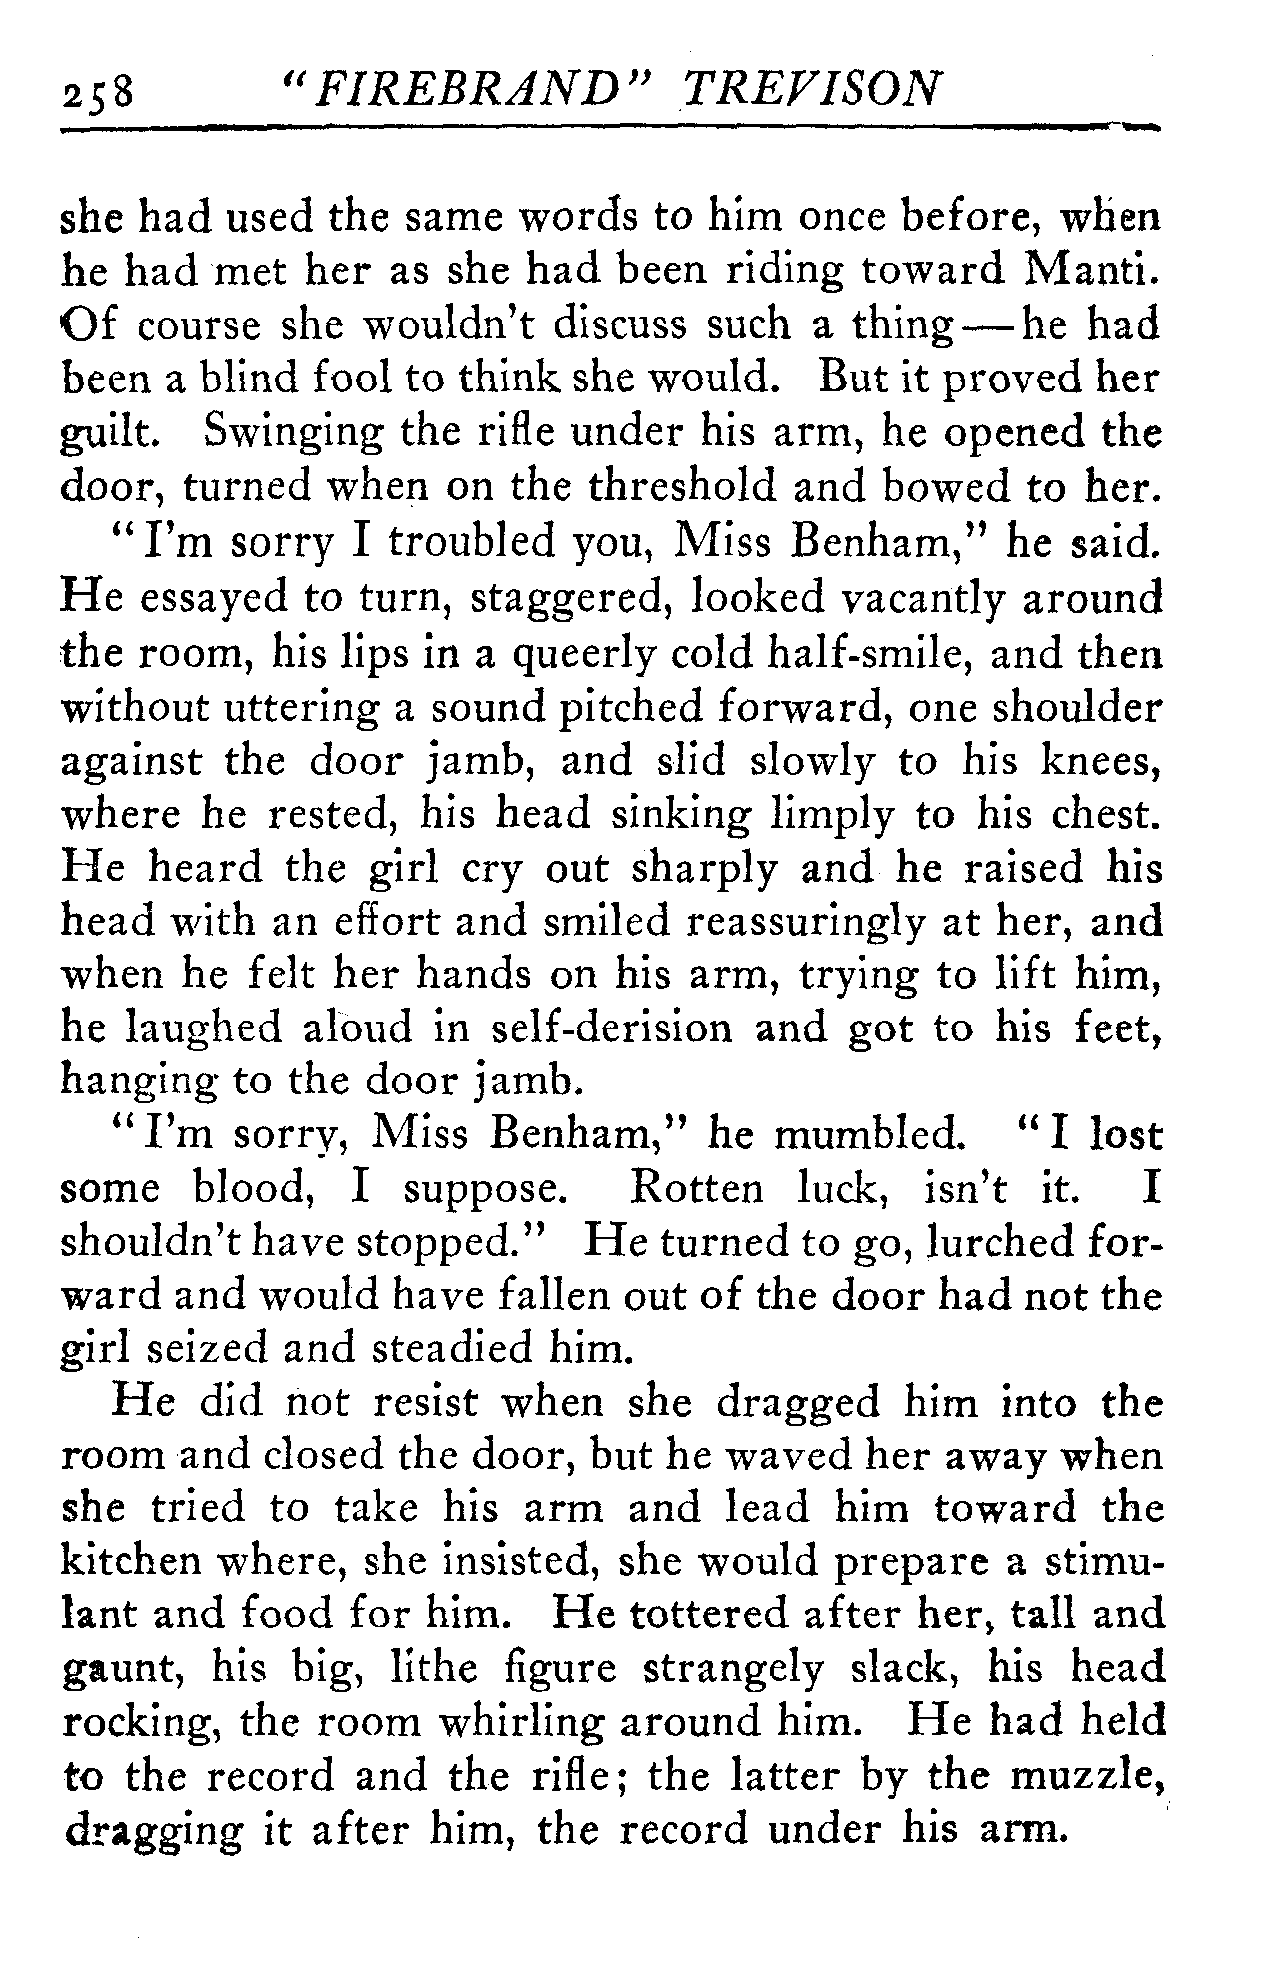 258 "FIREBRAND" TREVISON
she had used the same words to him once before, when
he had met her as she had been riding toward Manti.
Of course she wouldn't discuss such a thing—he had
been a blind fool to think she would. But it proved her
guilt. Swinging the rifle under his arm, he opened the
door, turned when on the threshold and bowed to her.
"I'm sorry I troubled you, Miss Benham," he said.
He essayed to turn, staggered, looked vacantly around
the room, his lips in a queerly cold half-smile, and then
without uttering a sound pitched forward, one shoulder
against the door jamb, and slid slowly to his knees,
where he rested, his head sinking limply to his chest.
He heard the girl cry out sharply and he raised his
head with an effort and smiled reassuringly at her, and
when he felt her hands on his arm, trying to lift him,
he laughed aloud in self-derision and got to his feet,
hanging to the door jamb.
"I'm sorry, Miss Benham," he mumbled. "I lost
some blood, I suppose. Rotten luck, isn't it. I
shouldn't have stopped." He turned to go, lurched for-
ward and would have fallen out of the door had not the
girl seized and steadied him.
He did not resist when she dragged him into the
room and closed the door, but he waved her away when
she tried to take his arm and lead him toward the
kitchen where, she insisted, she would prepare a stimu-
lant and food for him. He tottered after her, tall and
gaunt, his big, lithe figure strangely slack, his head
rocking, the room whirling around him. He had held
to the record and the rifle; the latter by the muzzle,
dragging it after him, the record under his arm.